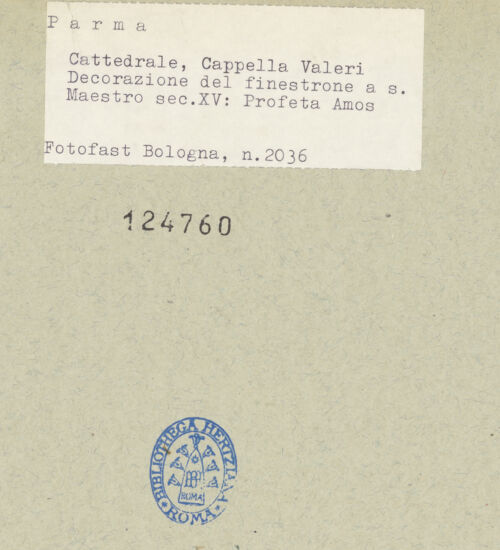 P a r m a
Cattedrale, Cappella Valeri
Decorazione del finestrone a s.
Maestro sec.XV: Profeta Amos
Fotofast Bologna, n.2036
124760
BIBLIOTHECA HERTZIANA
ROMA
ROMA